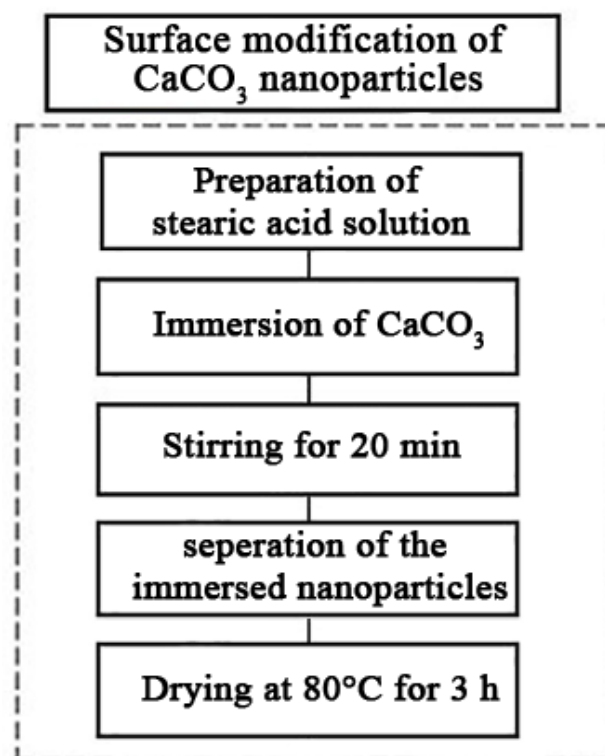 Surface modification of
CaCO₃ nanoparticles
Preparation of
stearic acid solution
Immersion of CaCO₃
Stirring for 20 min
seperation of the
immersed nanoparticles
Drying at 80°C for 3 h